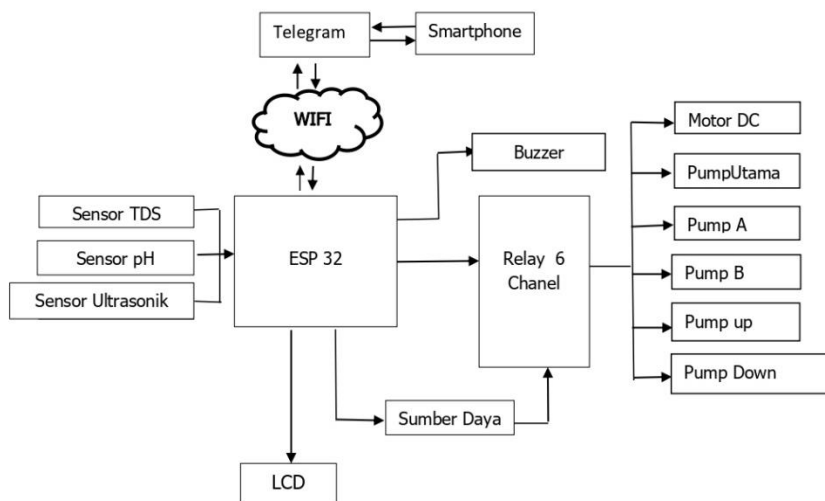 Telegram
Smartphone
WIFI
Motor DC
Buzzer
PumpUtama
Sensor TDS
ESP 32
Relay 6
Chanel
Pump A
Sensor pH
Pump B
Sensor Ultrasonik
Pump up
Pump Down
Sumber Daya
LCD